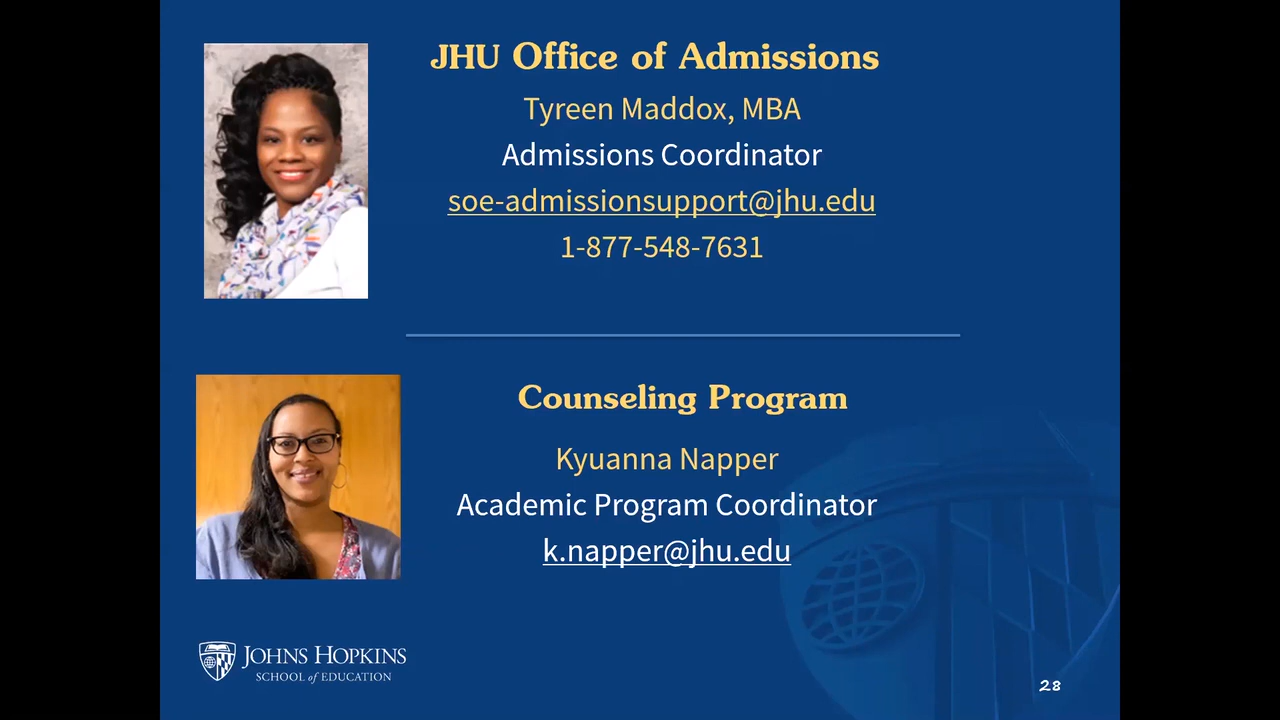 JHU Office of Admissions
Tyreen Maddox, MBA
Admissions Coordinator
soe-admissionsupport@jhu.edu
1-877-548-7631
Counseling Program
Kyuanna Napper
Academic Program Coordinator
k.napper@jhu.edu
JOHNS HOPKINS
SCHOOL of EDUCATION
28